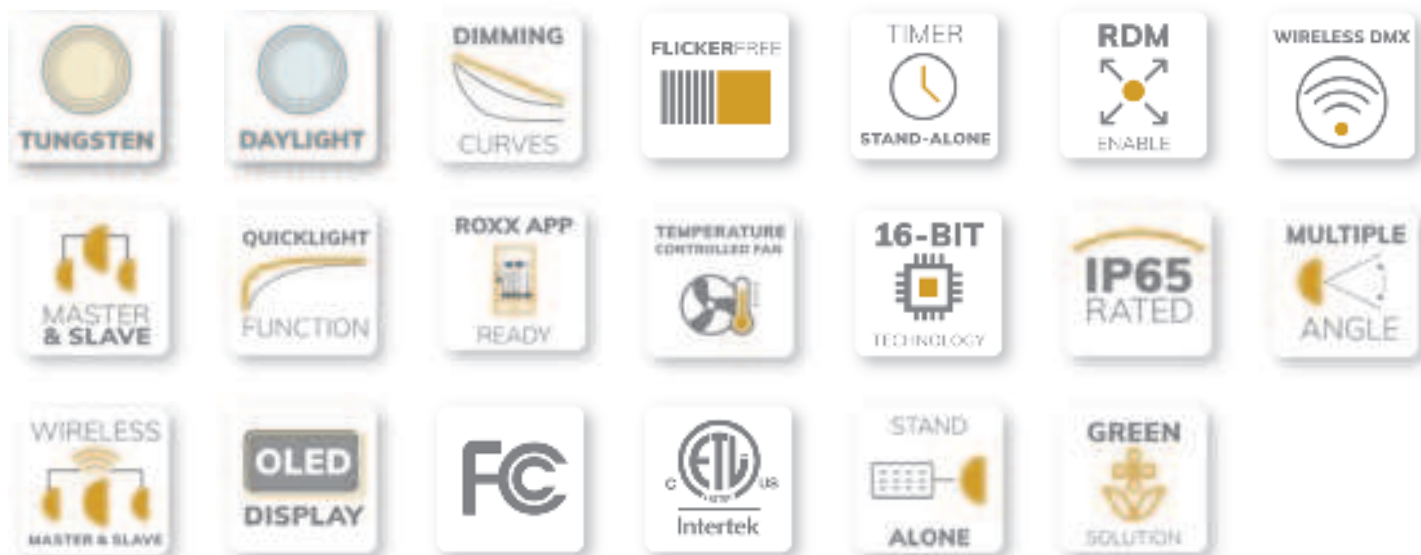 TUNGSTEN
DAYLIGHT
DIMMING
CURVES
FLICKERFREE
TIMER
STAND-ALONE
RDM
ENABLE
WIRELESS DMX
MASTER
& SLAVE
QUICKLIGHT
FUNCTION
ROXX APP
READY
TEMPERATURE
CONTROLLED FAN
16-BIT
TECHNOLOGY
IP65
RATED
MULTIPLE
ANGLE
WIRELESS
MASTER & SLAVE
OLED
DISPLAY
FC
ETL
C US
Intertek
STAND
ALONE
GREEN
SOLUTION